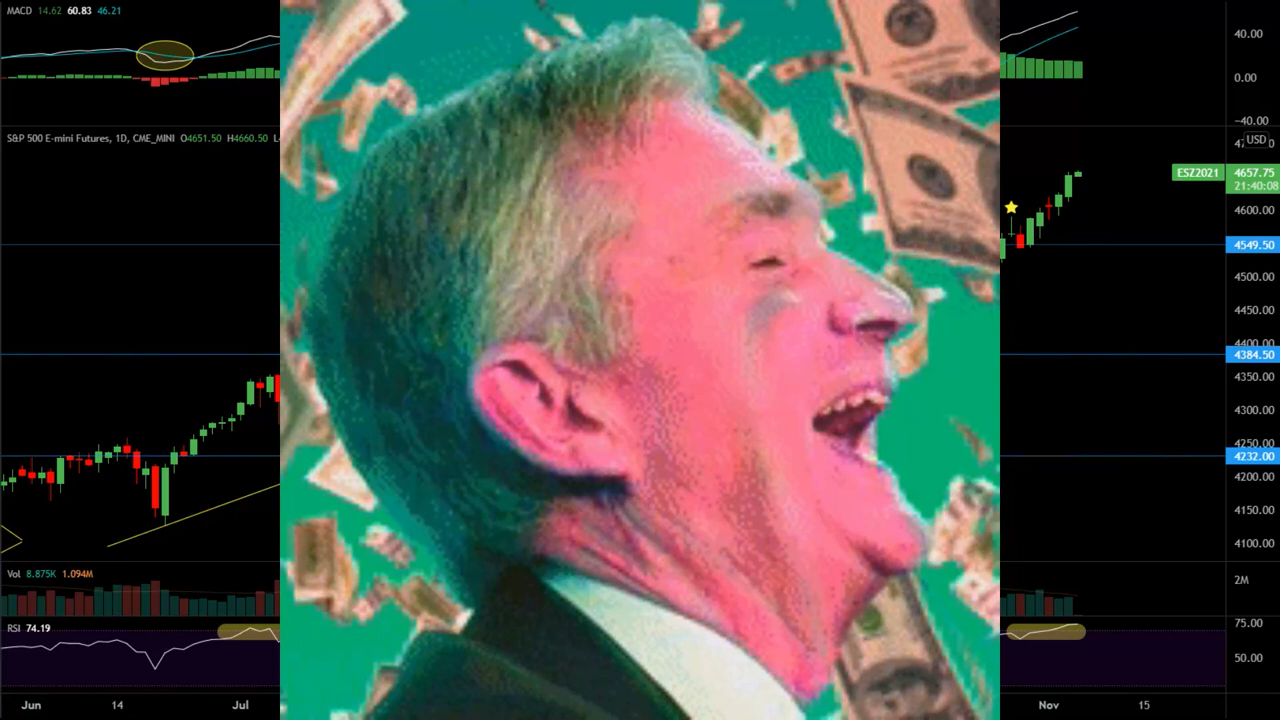 MACD 14.62 60.83 46.21
40.00
0.00
−40.00
S&P 500 E-mini Futures, 1D, CME_MINI O4651.50 H4660.50
USD
ESZ2021 4657.75
21:40:08
4600.00
4549.50
4500.00
4450.00
4400.00
4384.50
4350.00
4300.00
4250.00
4232.00
4200.00
4150.00
4100.00
Vol 8.875K 1.094M
2M
RSI 74.19
75.00
50.00
Jun 14 Jul Nov 15